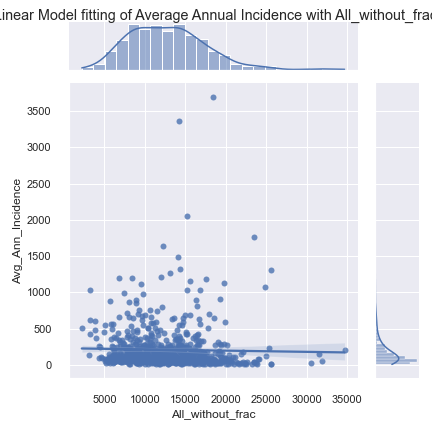 Linear Model fitting of Average Annual Incidence with All_without_frac
3500
3000
2500
2000
1500
1000
500
0
Avg_Ann_Incidence
5000 10000 15000 20000 25000 30000 35000
All_without_frac